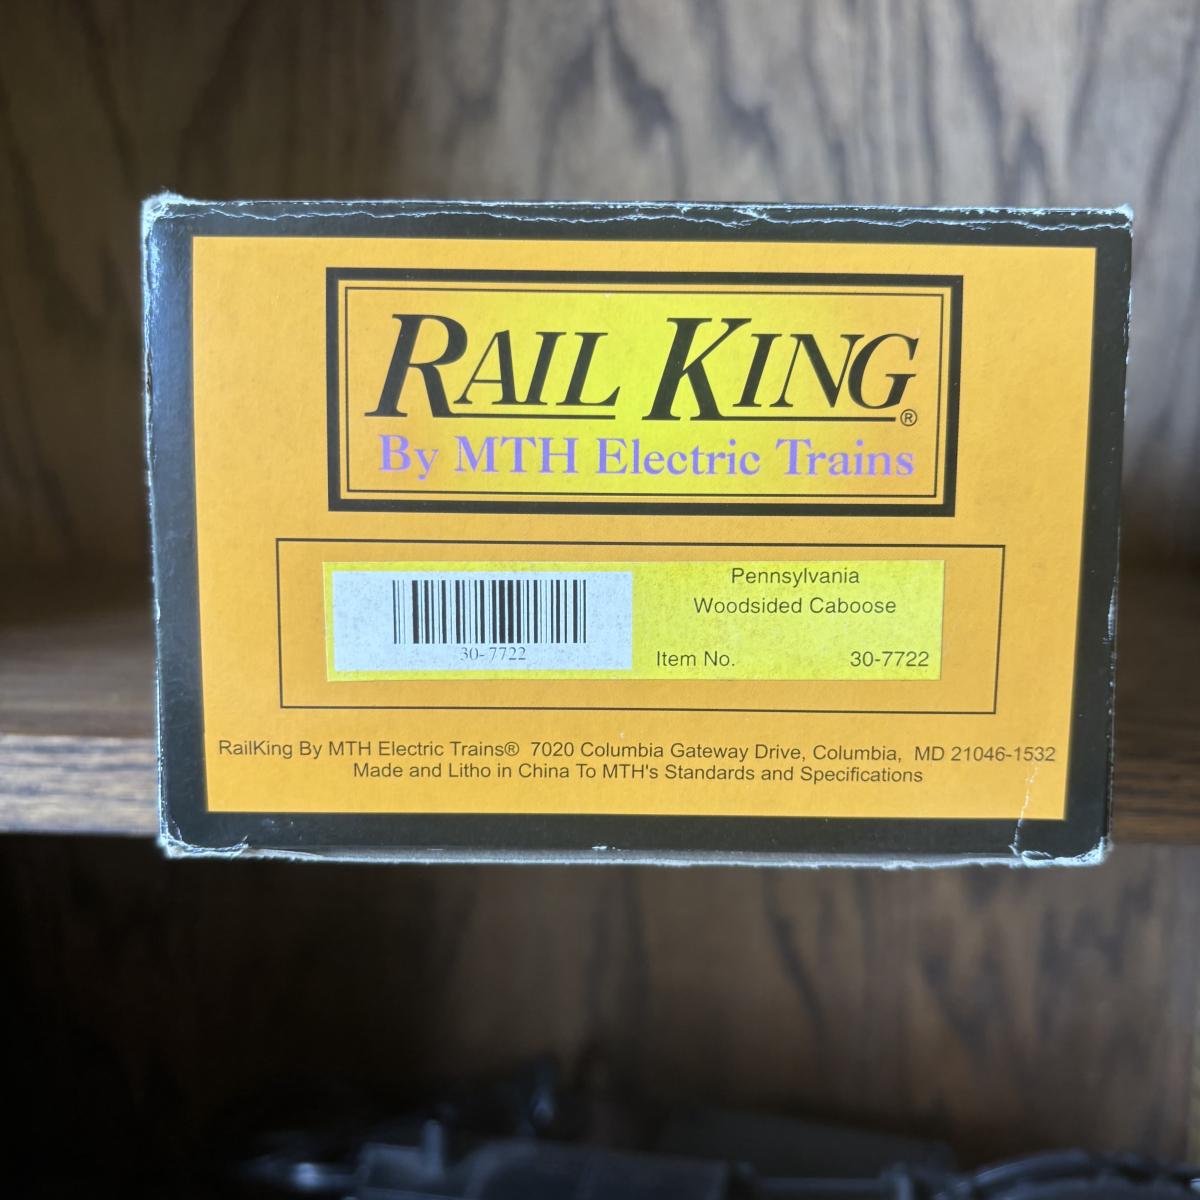 RAIL KING®
By MTH Electric Trains
30-7722
Pennsylvania
Woodsided Caboose
Item No. 30-7722
RailKing By MTH Electric Trains® 7020 Columbia Gateway Drive, Columbia, MD 21046-1532
Made and Litho in China To MTH's Standards and Specifications